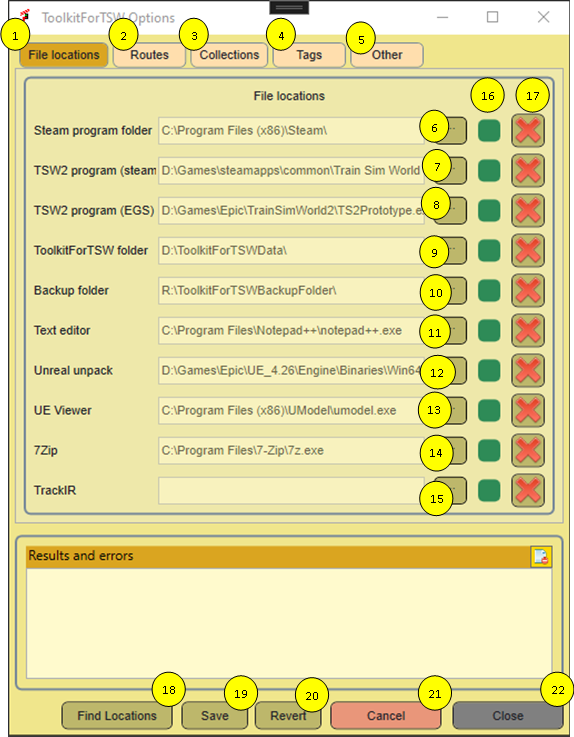 ToolkitForTSW Options
1 2 3 4 5
File locations Routes Collections Tags Other
File locations 16 17
Steam program folder C:\Program Files (x86)\Steam\ 6
TSW2 program (steam D:\Games\steamapps\common\Train Sim World 7
TSW2 program (EGS) D:\Games\Epic\TrainSimWorld2\TS2Prototype.e 8
ToolkitForTSW folder D:\ToolkitForTSWData\ 9
Backup folder R:\ToolkitForTSWBackupFolder\ 10
Text editor C:\Program Files\Notepad++\notepad++.exe 11
Unreal unpack D:\Games\Epic\UE_4.26\Engine\Binaries\Win64 12
UE Viewer C:\Program Files (x86)\UModel\umodel.exe 13
7Zip C:\Program Files\7-Zip\7z.exe 14
TrackIR 15
Results and errors
18 19 20 21 22
Find Locations Save Revert Cancel Close